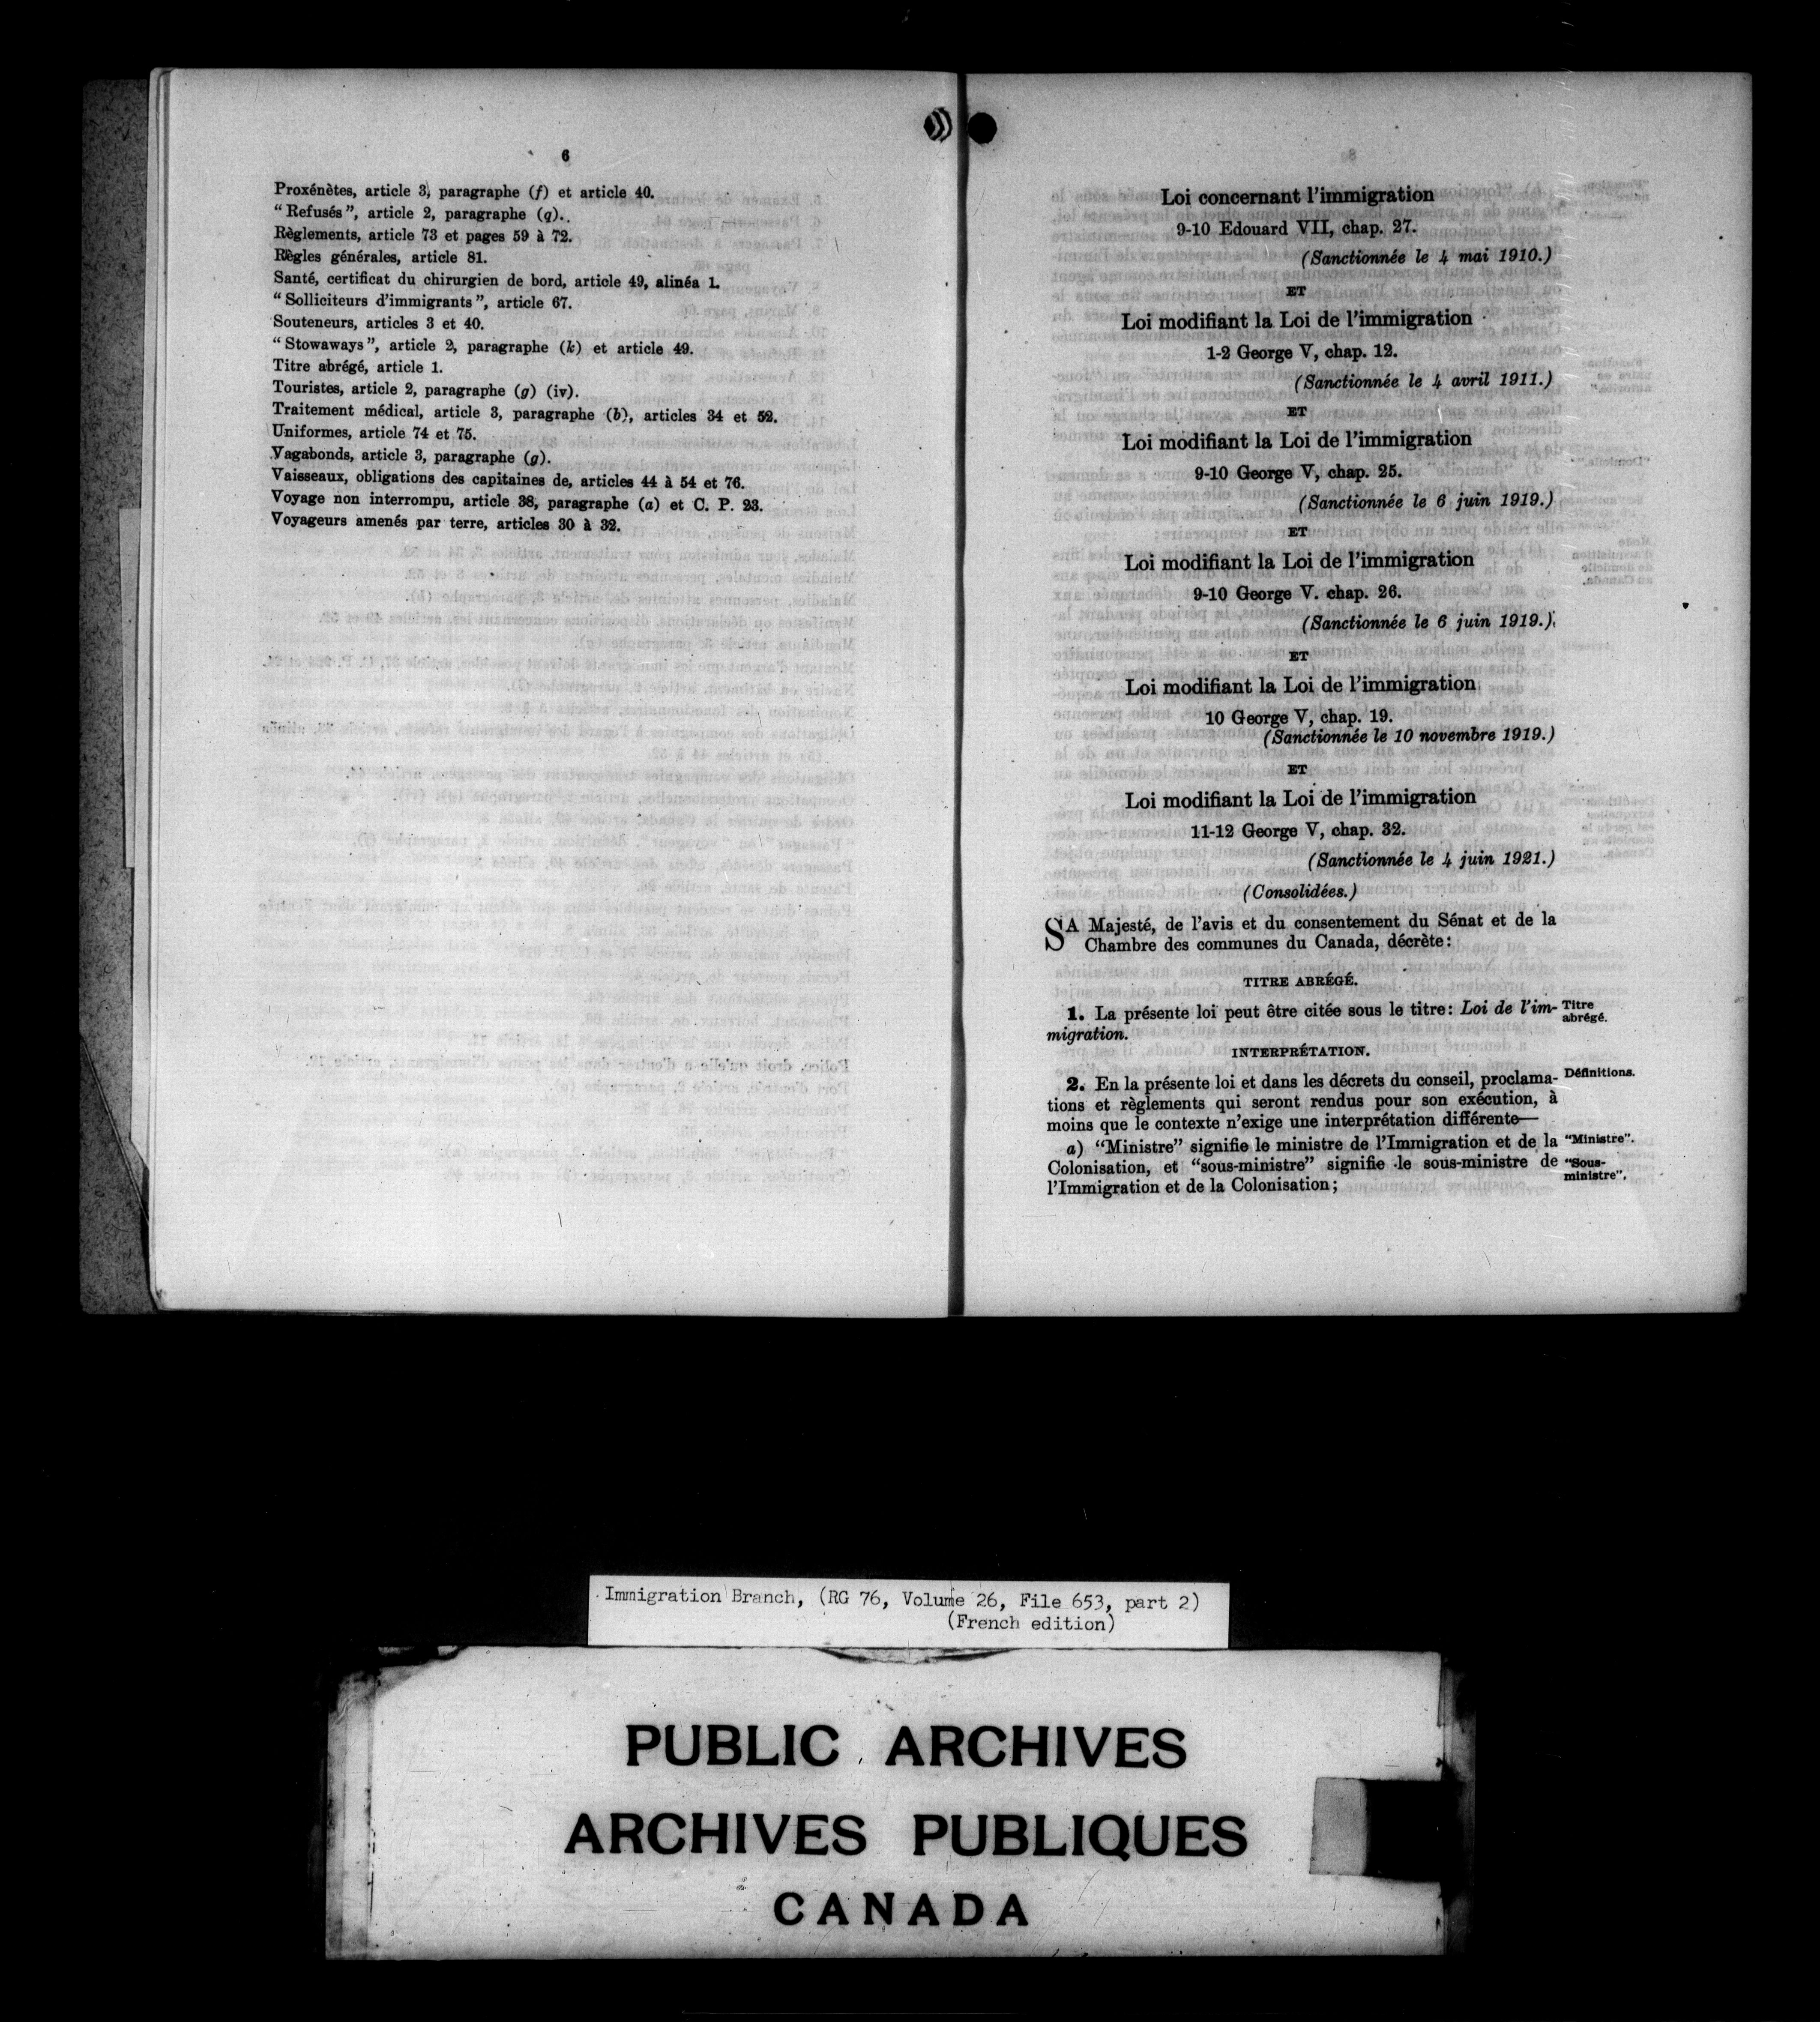 6
Proxénètes, article 3, paragraphe (f) et article 40.
"Refusés", article 2, paragraphe (q).
Règlements, article 73 et pages 59 à 72.
Règles générales, article 81.
Santé, certificat du chirurgien de bord, article 49, alinéa 1.
"Solliciteurs d'immigrants", article 67.
Souteneurs, articles 3 et 40.
"Stowaways", article 2, paragraphe (k) et article 49.
Titre abrégé, article 1.
Touristes, article 2, paragraphe (g) (iv).
Traitement médical, article 3, paragraphe (b), articles 34 et 52.
Uniformes, article 74 et 75.
Vagabonds, article 3, paragraphe (g).
Vaisseaux, obligations des capitaines de, articles 44 à 54 et 76.
Voyage non interrompu, article 38, paragraphe (a) et C. P. 23.
Voyageurs amenés par terre, articles 30 à 32.
Loi concernant l'immigration
9-10 Edouard VII, chap. 27.
(Sanctionnée le 4 mai 1910.)
ET
Loi modifiant la Loi de l'immigration
1-2 George V, chap. 12.
(Sanctionnée le 4 avril 1911.)
ET
Loi modifiant la Loi de l'immigration
9-10 George V, chap. 25.
(Sanctionnée le 6 juin 1919.)
ET
Loi modifiant la Loi de l'immigration
9-10 George V. chap. 26.
(Sanctionnée le 6 juin 1919.)
ET
Loi modifiant la Loi de l'immigration
10 George V, chap. 19.
(Sanctionnée le 10 novembre 1919.)
ET
Loi modifiant la Loi de l'immigration
11-12 George V, chap. 32.
(Sanctionnée le 4 juin 1921.)
(Consolidées.)
SA Majesté, de l'avis et du consentement du Sénat et de la
Chambre des communes du Canada, décrète:
TITRE ABRÉGÉ.
1. La présente loi peut être citée sous le titre: Loi de l'im-
migration.
Titre
abrégé.
INTERPRÉTATION.
2. En la présente loi et dans les décrets du conseil, proclama-
tions et règlements qui seront rendus pour son exécution, à
moins que le contexte n'exige une interprétation différente—
Définitions.
a) "Ministre" signifie le ministre de l'Immigration et de la
Colonisation, et "sous-ministre" signifie le sous-ministre de
l'Immigration et de la Colonisation;
"Ministre".
"Sous-
ministre".
Immigration Branch, (RG 76, Volume 26, File 653, part 2)
(French edition)
PUBLIC ARCHIVES
ARCHIVES PUBLIQUES
CANADA